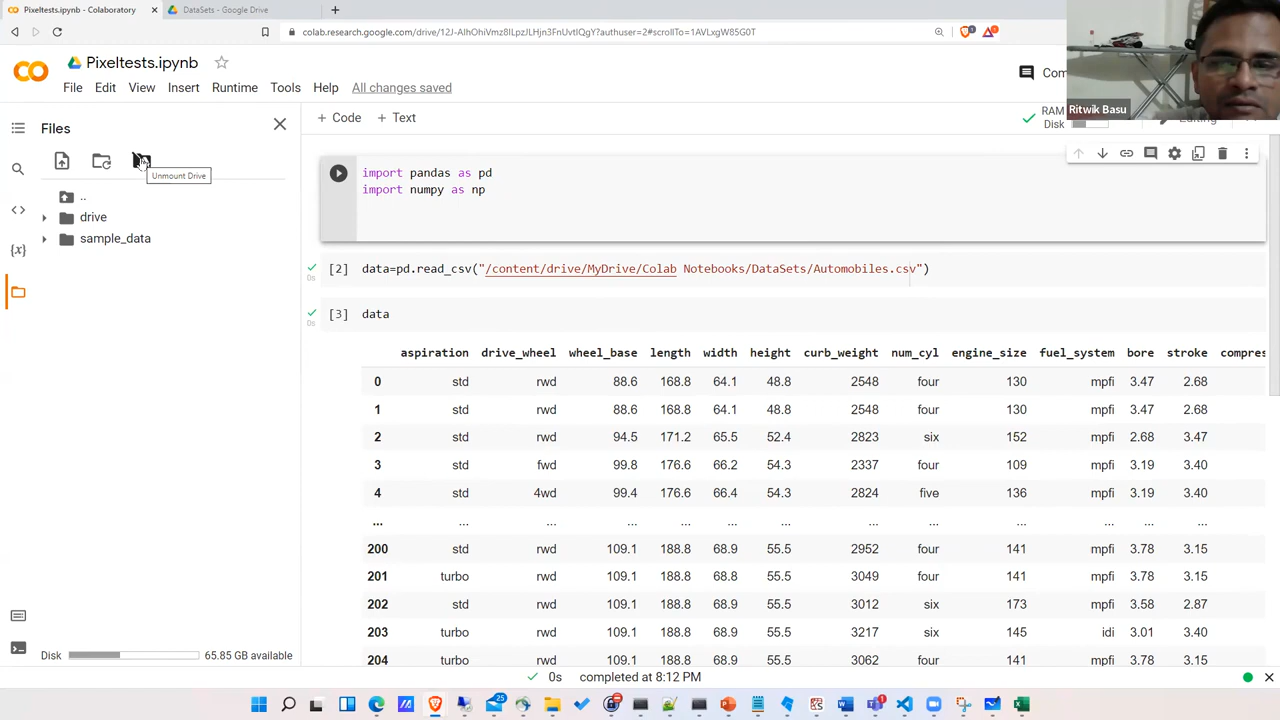 Pixeltests.ipynb - Colaboratory
DataSets - Google Drive
colab.research.google.com/drive/12J-AIhOhiVmz8ILpzJLHjn3FnUvtIQgY?authuser=2#scrollTo=1AVLxgW85G0T
Pixeltests.ipynb
File Edit View Insert Runtime Tools Help All changes saved
Com
Ritwik Basu
RAM
Disk
Editing
Files
+ Code + Text
Unmount Drive
..
drive
sample_data
import pandas as pd
import numpy as np
0s
[2] data=pd.read_csv("/content/drive/MyDrive/Colab Notebooks/DataSets/Automobiles.csv")
0s
[3] data
aspiration drive_wheel wheel_base length width height curb_weight num_cyl engine_size fuel_system bore stroke compres
0 std rwd 88.6 168.8 64.1 48.8 2548 four 130 mpfi 3.47 2.68
1 std rwd 88.6 168.8 64.1 48.8 2548 four 130 mpfi 3.47 2.68
2 std rwd 94.5 171.2 65.5 52.4 2823 six 152 mpfi 2.68 3.47
3 std fwd 99.8 176.6 66.2 54.3 2337 four 109 mpfi 3.19 3.40
4 std 4wd 99.4 176.6 66.4 54.3 2824 five 136 mpfi 3.19 3.40
... ... ... ... ... ... ... ... ... ... ... ... ...
200 std rwd 109.1 188.8 68.9 55.5 2952 four 141 mpfi 3.78 3.15
201 turbo rwd 109.1 188.8 68.8 55.5 3049 four 141 mpfi 3.78 3.15
202 std rwd 109.1 188.8 68.9 55.5 3012 six 173 mpfi 3.58 2.87
203 turbo rwd 109.1 188.8 68.9 55.5 3217 six 145 idi 3.01 3.40
204 turbo rwd 109.1 188.8 68.9 55.5 3062 four 141 mpfi 3.78 3.15
Disk 65.85 GB available
0s completed at 8:12 PM
25
1